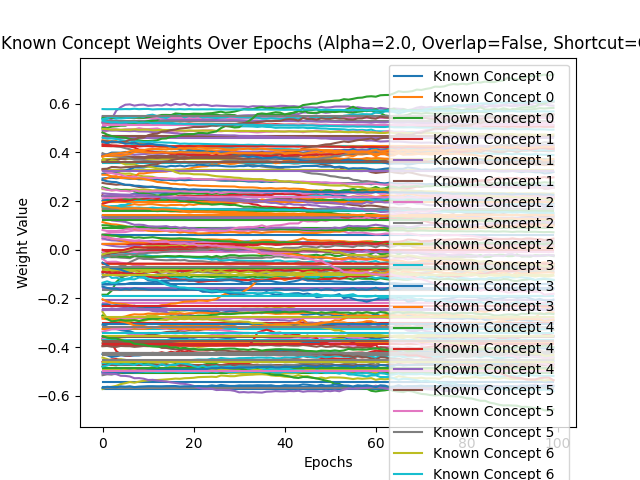 Known Concept Weights Over Epochs (Alpha=2.0, Overlap=False, Shortcut=
Weight Value
0.6
0.4
0.2
0.0
−0.2
−0.4
−0.6
0
20
40
60
80
100
Epochs
Known Concept 0
Known Concept 0
Known Concept 0
Known Concept 1
Known Concept 1
Known Concept 1
Known Concept 2
Known Concept 2
Known Concept 2
Known Concept 3
Known Concept 3
Known Concept 3
Known Concept 4
Known Concept 4
Known Concept 4
Known Concept 5
Known Concept 5
Known Concept 5
Known Concept 6
Known Concept 6